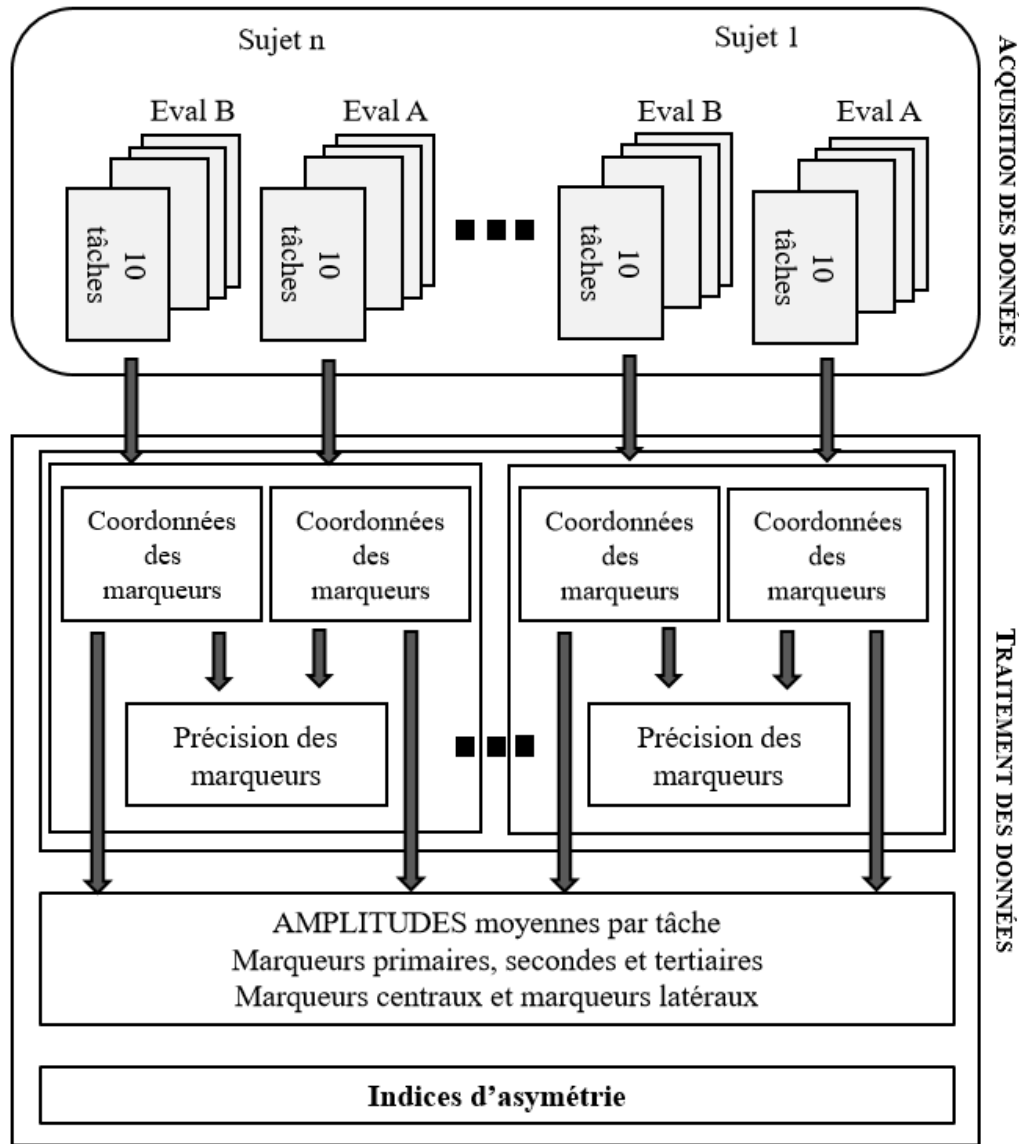 Sujet n
Sujet 1
ACQUISITION DES DONNÉES
Eval B
Eval A
Eval B
Eval A
10
tâches
10
tâches
10
tâches
10
tâches
Coordonnées
des
marqueurs
Coordonnées
des
marqueurs
Coordonnées
des
marqueurs
Coordonnées
des
marqueurs
Précision des
marqueurs
Précision des
marqueurs
TRAITEMENT DES DONNÉES
AMPLITUDES moyennes par tâche
Marqueurs primaires, secondes et tertiaires
Marqueurs centraux et marqueurs latéraux
Indices d’asymétrie